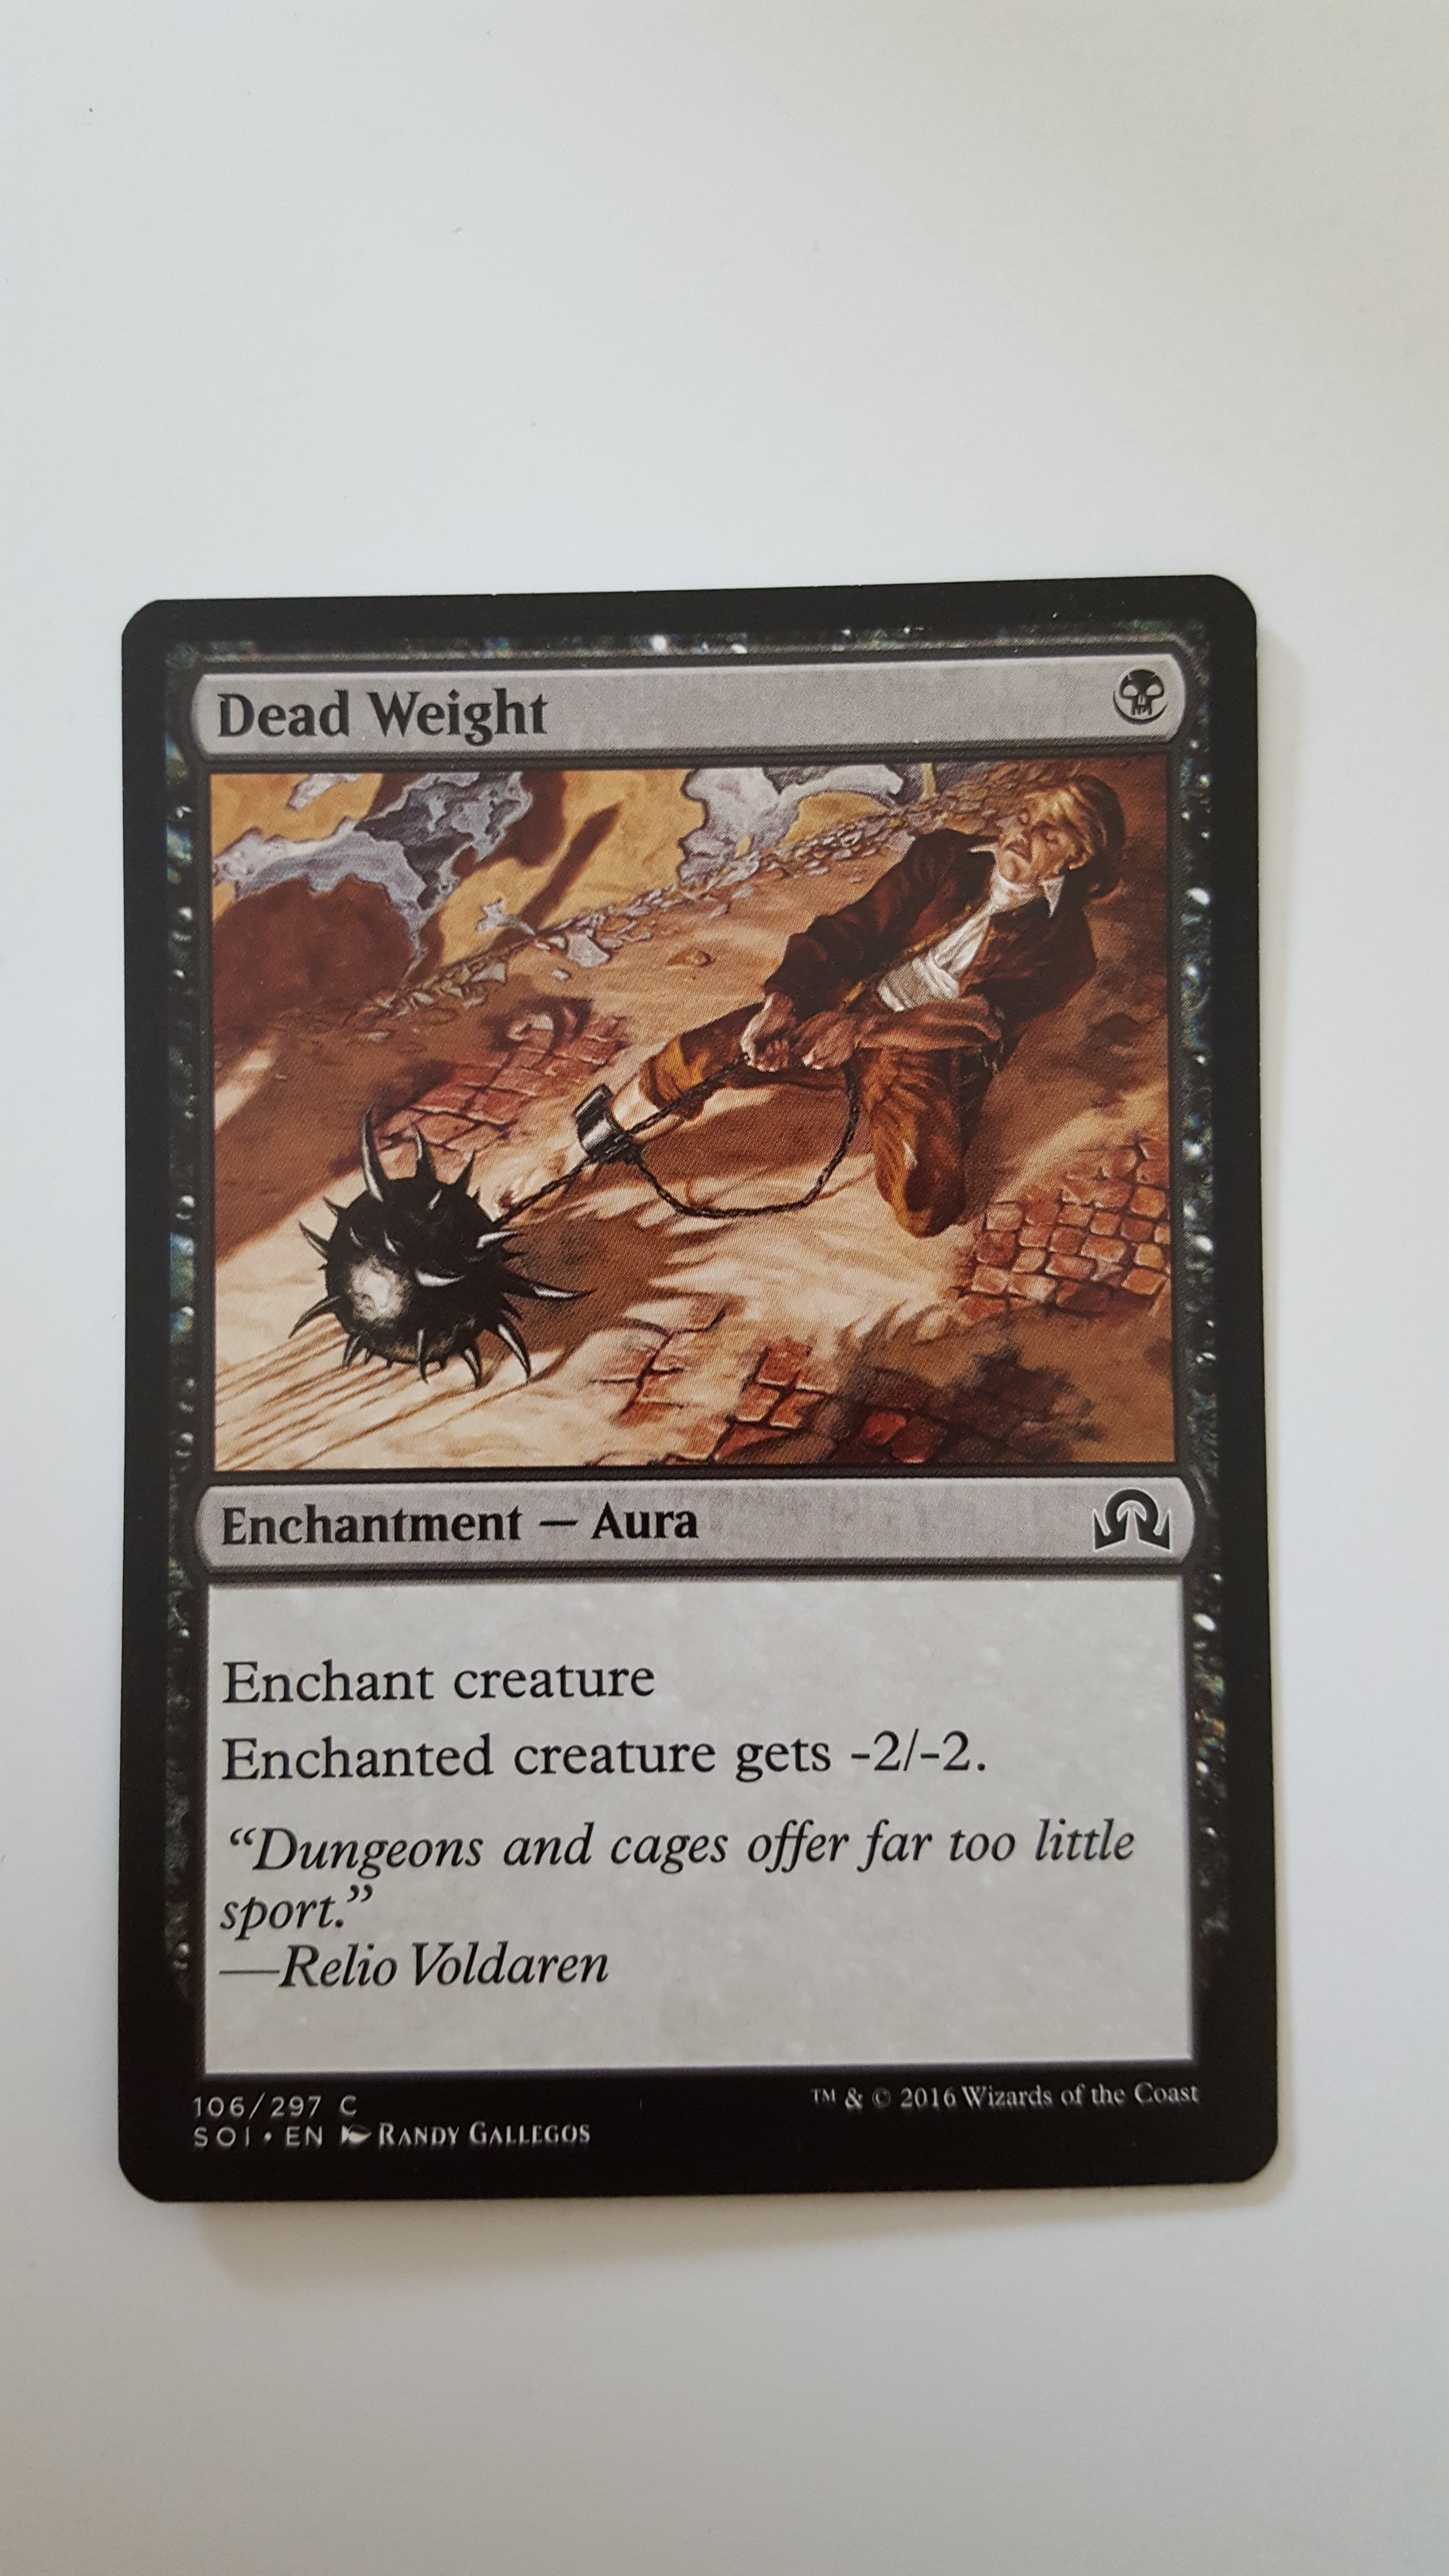 Dead Weight
Enchantment — Aura
Enchant creature
Enchanted creature gets -2/-2.
“Dungeons and cages offer far too little
sport.”
—Relio Voldaren
106/297 C
SOI • EN RANDY GALLEGOS
™ & © 2016 Wizards of the Coast